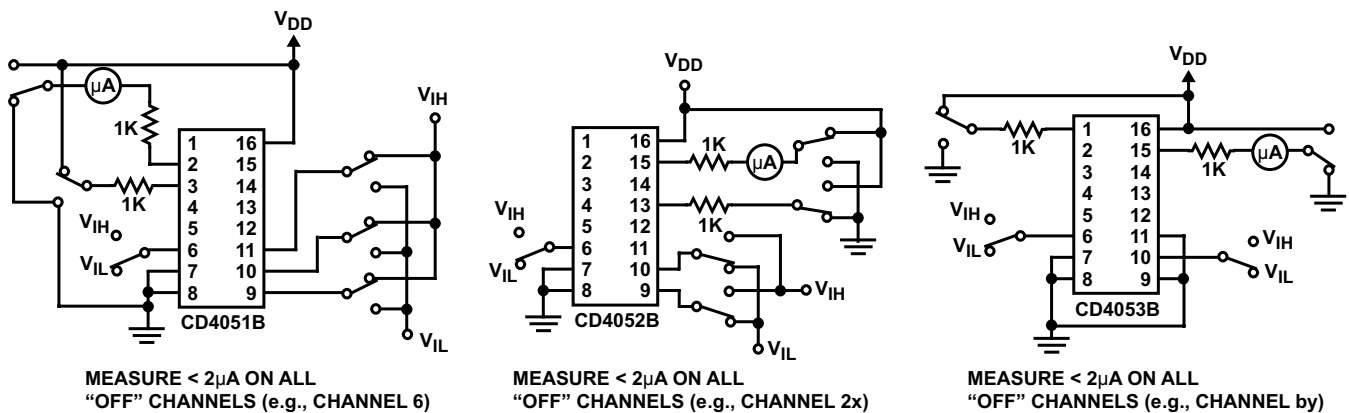 VDD
µA
1K
1K
VIH
VIL
1
2
3
4
5
6
7
8
16
15
14
13
12
11
10
9
CD4051B
VIH
VIL
MEASURE < 2µA ON ALL
“OFF” CHANNELS (e.g., CHANNEL 6)
VDD
VIH
VIL
1
2
3
4
5
6
7
8
16
15
14
13
12
11
10
9
CD4052B
1K
µA
1K
VIH
VIL
MEASURE < 2µA ON ALL
“OFF” CHANNELS (e.g., CHANNEL 2x)
VDD
1K
VIH
VIL
1
2
3
4
5
6
7
8
16
15
14
13
12
11
10
9
CD4053B
1K
µA
VIH
VIL
MEASURE < 2µA ON ALL
“OFF” CHANNELS (e.g., CHANNEL by)